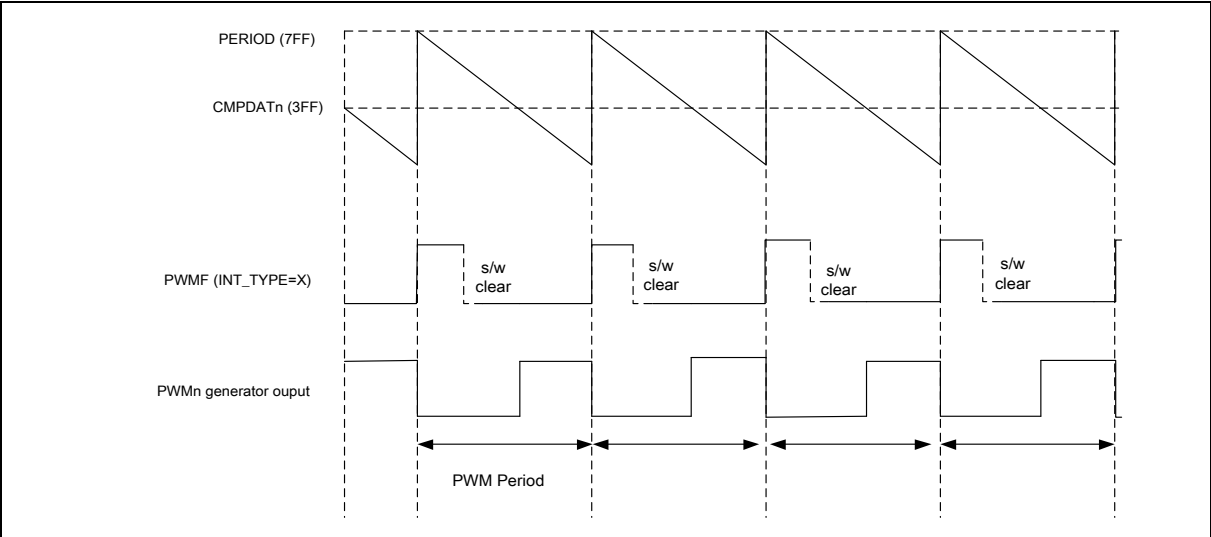 PERIOD (7FF)
CMPDATn (3FF)
PWMF (INT_TYPE=X)
s/w
clear
s/w
clear
s/w
clear
s/w
clear
PWMn generator ouput
PWM Period